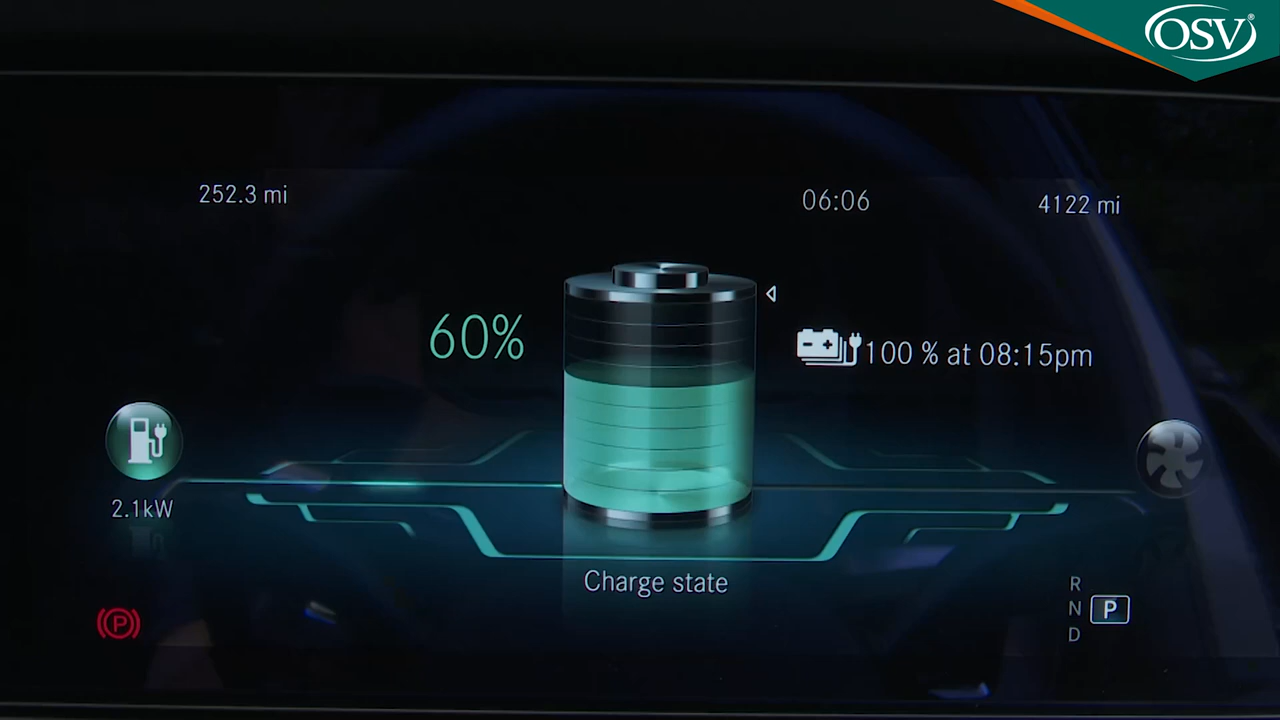 OSV®
252.3 mi
06:06
4122 mi
60%
100 % at 08:15pm
2.1kW
Charge state
P
R
N P
D